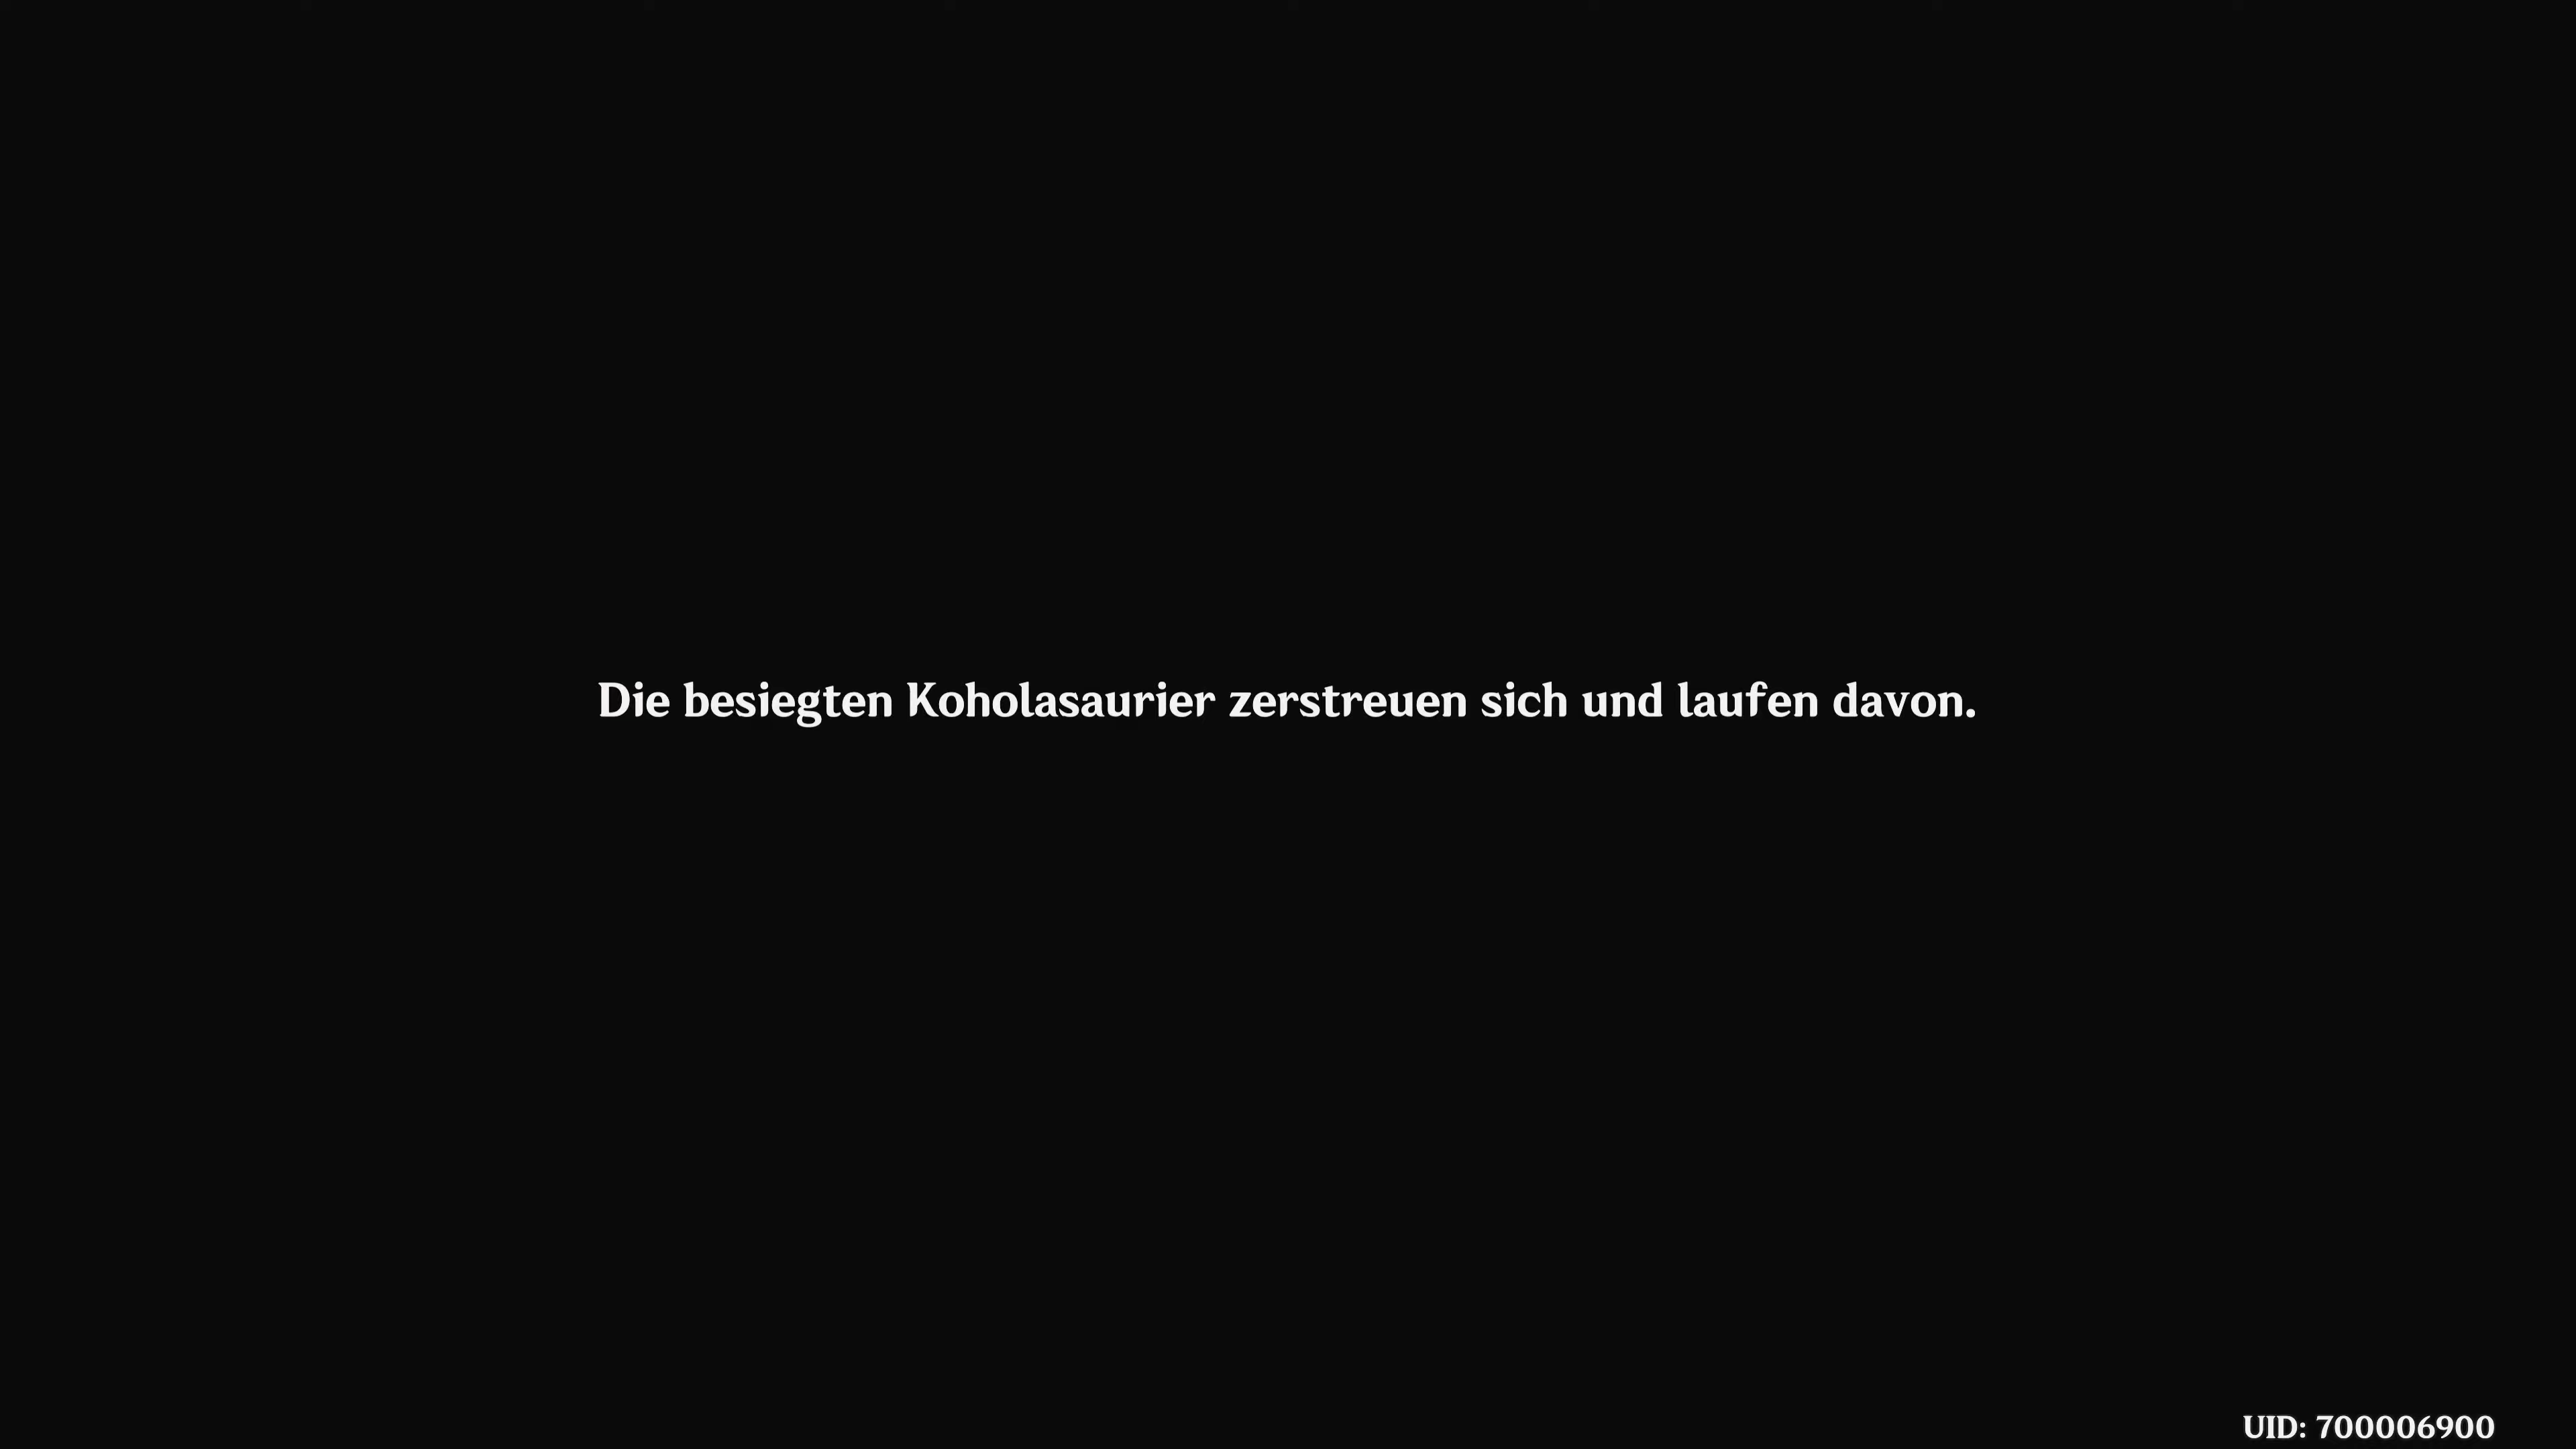 Die besiegten Koholasaurier zerstreuen sich und laufen davon.
UID: 700006900